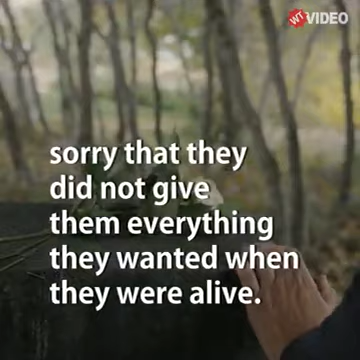 WT VIDEO
sorry that they
did not give
them everything
they wanted when
they were alive.